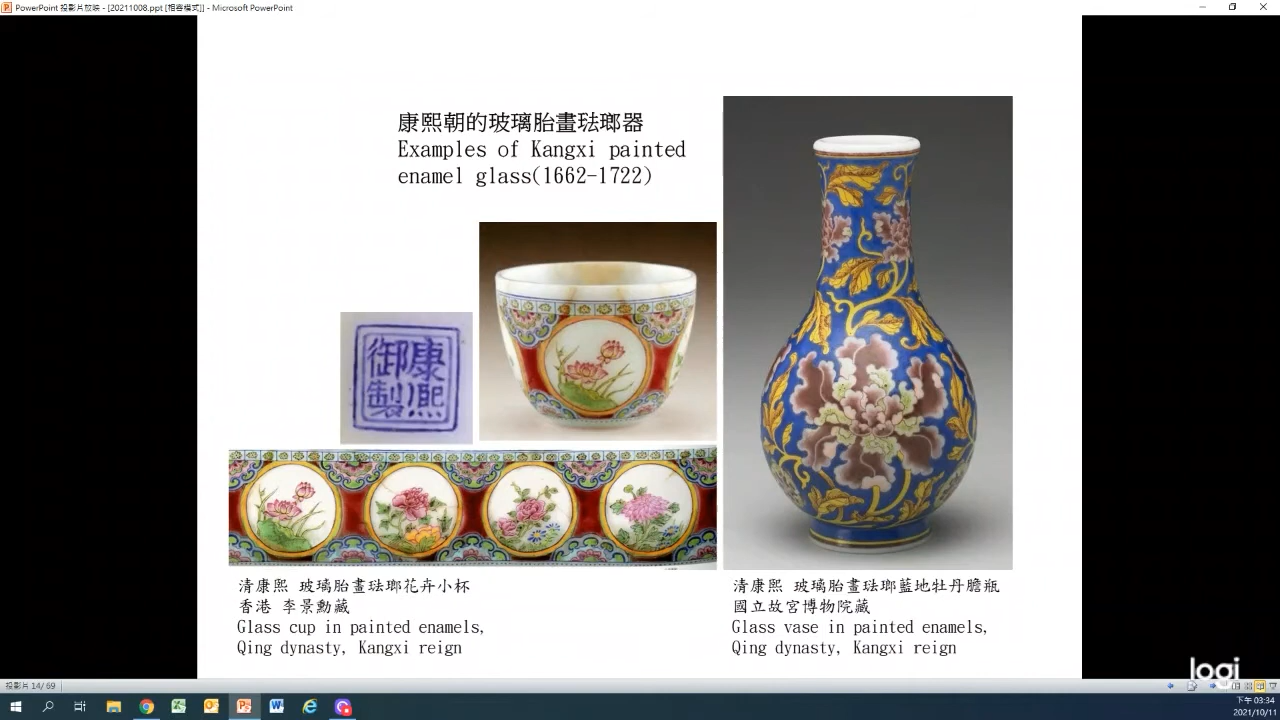 PowerPoint 投影片放映 - [20211008.ppt [相容模式]] - Microsoft PowerPoint
康熙朝的玻璃胎畫琺瑯器
Examples of Kangxi painted
enamel glass(1662-1722)
康熙
御製
清康熙 玻璃胎畫琺瑯花卉小杯
香港 李景勳藏
Glass cup in painted enamels,
Qing dynasty, Kangxi reign
清康熙 玻璃胎畫琺瑯藍地牡丹膽瓶
國立故宮博物院藏
Glass vase in painted enamels,
Qing dynasty, Kangxi reign
logi
投影片 14/69
下午 03:34
2021/10/11